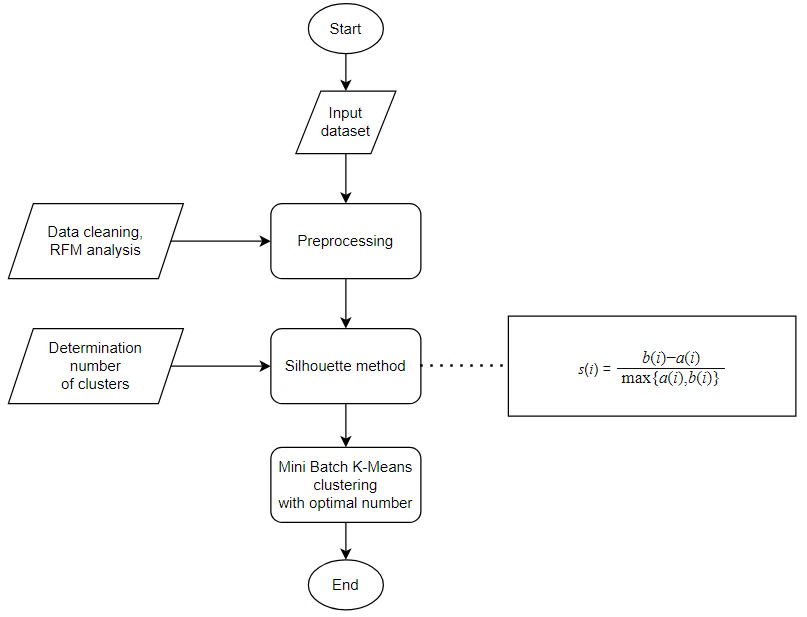 Start
Input
dataset
Data cleaning,
RFM analysis
Preprocessing
Determination
number
of clusters
Silhouette method
s(i) = b(i)−a(i)
max{a(i),b(i)}
Mini Batch K-Means
clustering
with optimal number
End